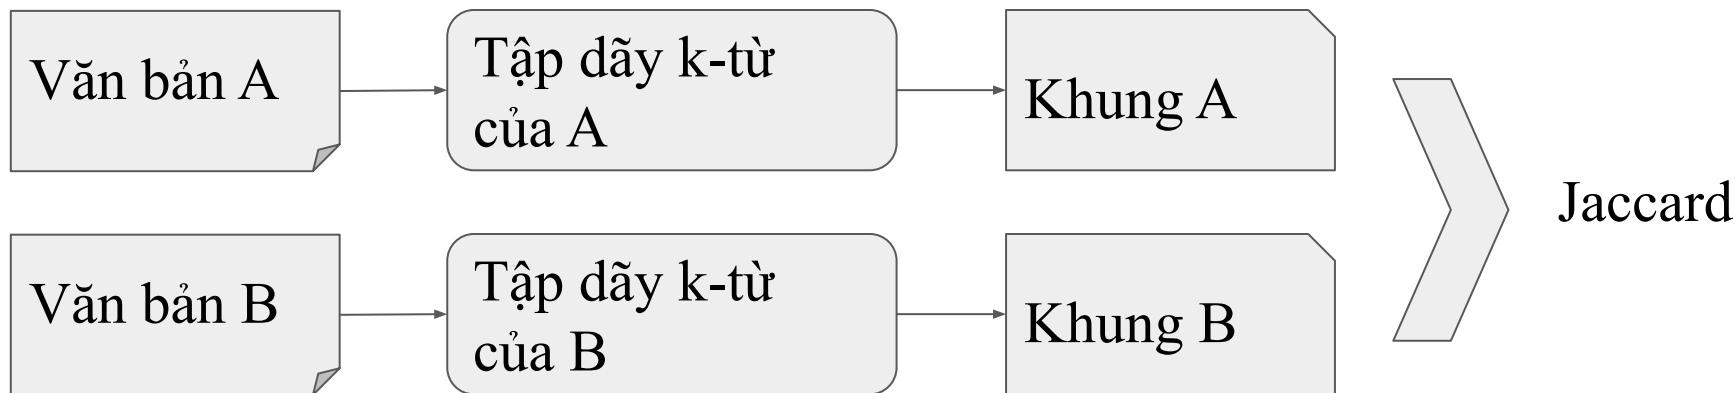 Văn bản A
Tập dãy k-từ
của A
Khung A
Văn bản B
Tập dãy k-từ
của B
Khung B
Jaccard